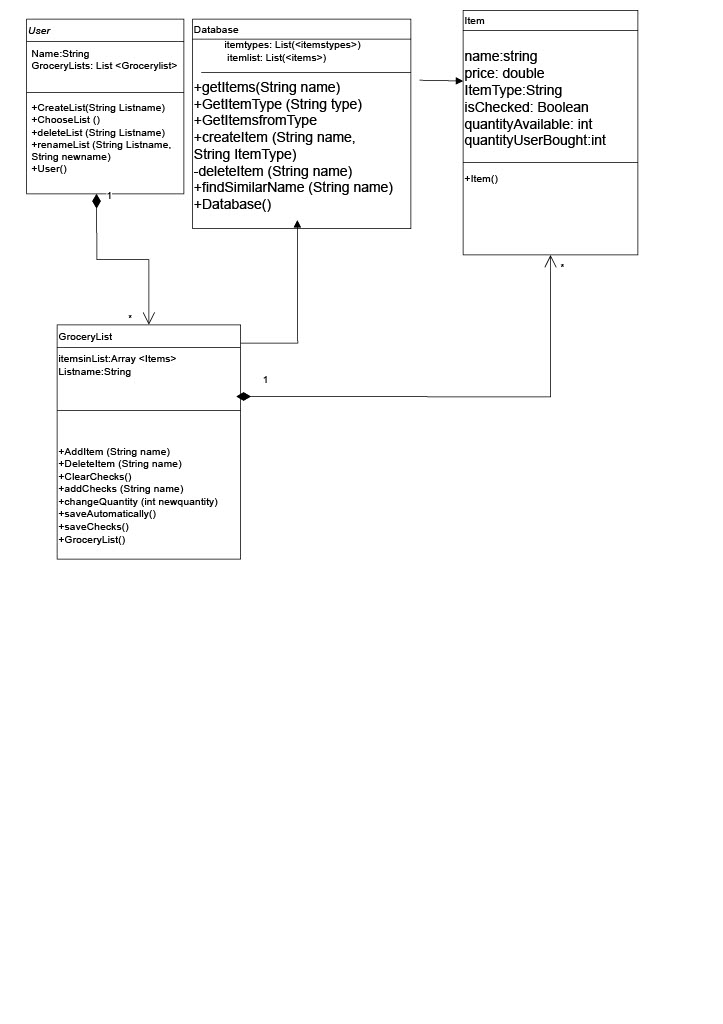 User
Name:String
GroceryLists: List <Grocerylist>
+CreateList(String Listname)
+ChooseList ()
+deleteList (String Listname)
+renameList (String Listname,
String newname)
+User()
1
*
Database
itemtypes: List(<itemstypes>)
itemlist: List(<items>)
+getItems(String name)
+GetItemType (String type)
+GetItemsfromType
+createItem (String name,
String ItemType)
-deleteItem (String name)
+findSimilarName (String name)
+Database()
Item
name:string
price: double
ItemType:String
isChecked: Boolean
quantityAvailable: int
quantityUserBought:int
+Item()
*
GroceryList
itemsinList:Array <Items>
Listname:String
1
+AddItem (String name)
+DeleteItem (String name)
+ClearChecks()
+addChecks (String name)
+changeQuantity (int newquantity)
+saveAutomatically()
+saveChecks()
+GroceryList()